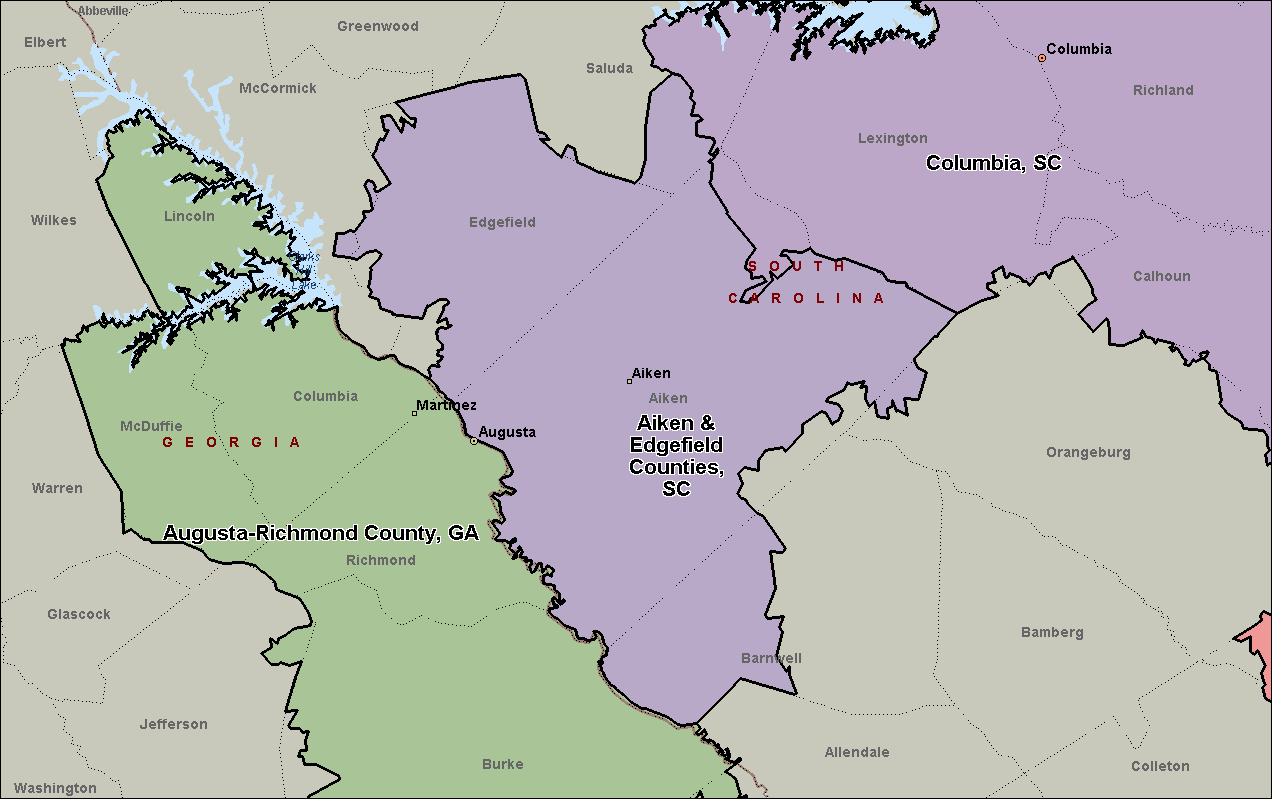 Abbeville
Elbert
Greenwood
Columbia
Saluda
McCormick
Richland
Lexington
Columbia, SC
Wilkes
Lincoln
Edgefield
SOUTH
Calhoun
Lake
CAROLINA
Aiken
Columbia
Aiken
Martinez
McDuffie
Aiken &
GEORGIA
Augusta
Edgefield
Orangeburg
Counties,
Warren
SC
Augusta-Richmond County, GA
Richmond
Glascock
Bamberg
Barnwell
Jefferson
Allendale
Burke
Colleton
Washington